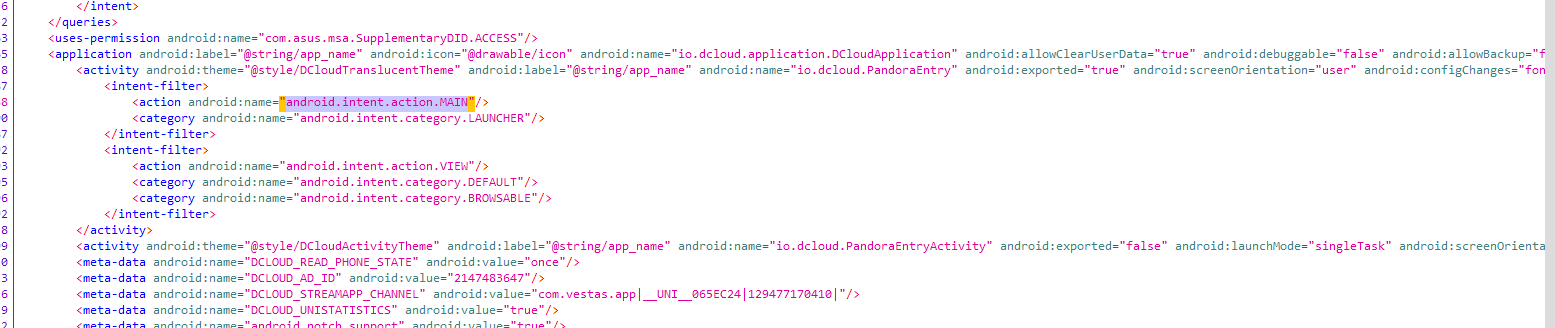 6 </intent>
2 </queries>
3 <uses-permission android:name="com.asus.msa.SupplementaryDID.ACCESS"/>
5 <application android:label="@string/app_name" android:icon="@drawable/icon" android:name="io.dcloud.application.DCloudApplication" android:allowClearUserData="true" android:debuggable="false" android:allowBackup="f
8 <activity android:theme="@style/DCloudTranslucentTheme" android:label="@string/app_name" android:name="io.dcloud.PandoraEntry" android:exported="true" android:screenOrientation="user" android:configChanges="fon
7 <intent-filter>
8 <action android:name="android.intent.action.MAIN"/>
0 <category android:name="android.intent.category.LAUNCHER"/>
7 </intent-filter>
2 <intent-filter>
3 <action android:name="android.intent.action.VIEW"/>
5 <category android:name="android.intent.category.DEFAULT"/>
6 <category android:name="android.intent.category.BROWSABLE"/>
2 </intent-filter>
8 </activity>
9 <activity android:theme="@style/DCloudActivityTheme" android:label="@string/app_name" android:name="io.dcloud.PandoraEntryActivity" android:exported="false" android:launchMode="singleTask" android:screenOrienta
0 <meta-data android:name="DCLOUD_READ_PHONE_STATE" android:value="once"/>
3 <meta-data android:name="DCLOUD_AD_ID" android:value="2147483647"/>
6 <meta-data android:name="DCLOUD_STREAMAPP_CHANNEL" android:value="com.vestas.app|__UNI__065EC24|129477170410|"/>
9 <meta-data android:name="DCLOUD_UNISTATISTICS" android:value="true"/>
2 <meta-data android:name="android.notch_support" android:value="true"/>